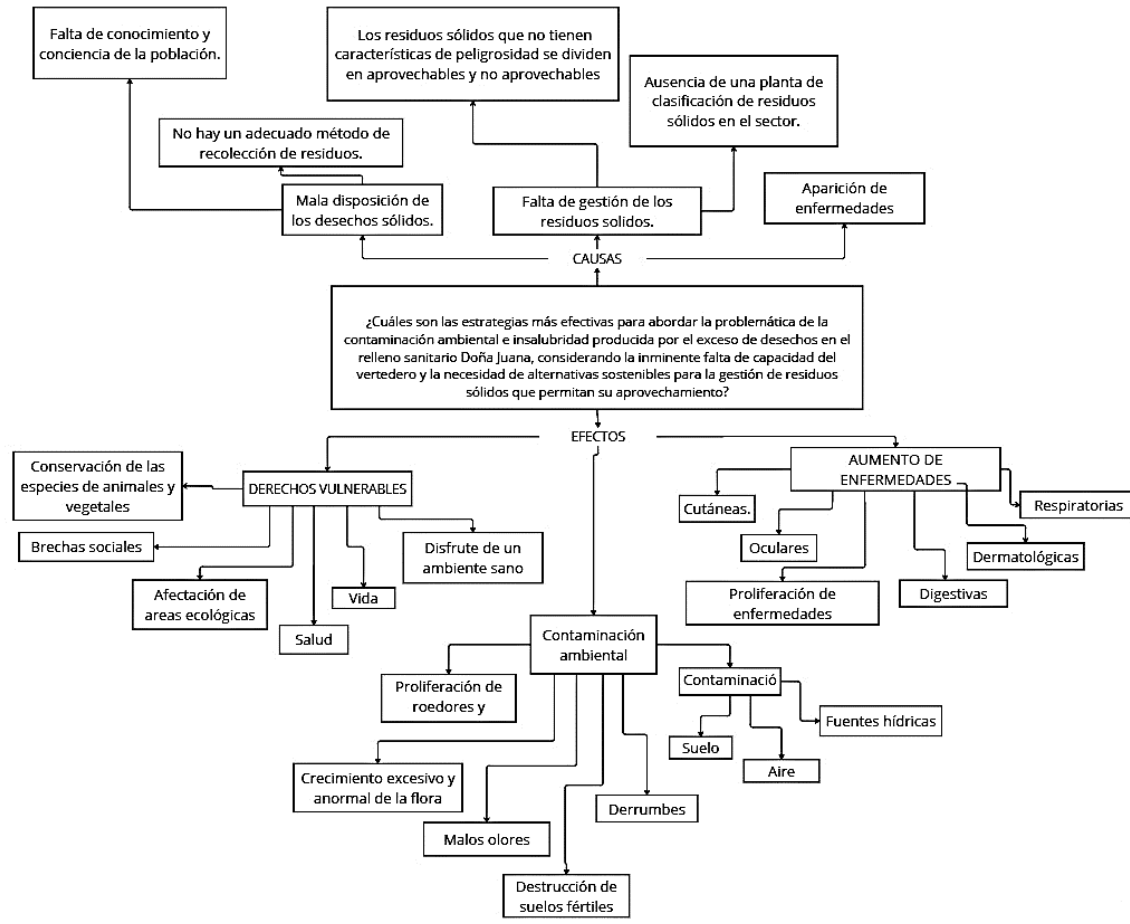 Falta de conocimiento y
conciencia de la población.
Los residuos sólidos que no tienen
características de peligrosidad se dividen
en aprovechables y no aprovechables
Ausencia de una planta de
clasificación de residuos
sólidos en el sector.
No hay un adecuado método de
recolección de residuos.
Mala disposición de
los desechos sólidos.
Falta de gestión de los
residuos solidos.
Aparición de
enfermedades
CAUSAS
¿Cuáles son las estrategias más efectivas para abordar la problemática de la
contaminación ambiental e insalubridad producida por el exceso de desechos en el
relleno sanitario Doña Juana, considerando la inminente falta de capacidad del
vertedero y la necesidad de alternativas sostenibles para la gestión de residuos
sólidos que permitan su aprovechamiento?
EFECTOS
Conservación de las
especies de animales y
vegetales
DERECHOS VULNERABLES
Brechas sociales
Afectación de
areas ecológicas
Salud
Vida
Disfrute de un
ambiente sano
AUMENTO DE
ENFERMEDADES
Cutáneas.
Oculares
Proliferación de
enfermedades
Digestivas
Dermatológicas
Respiratorias
Contaminación
ambiental
Proliferación de
roedores y
Crecimiento excesivo y
anormal de la flora
Malos olores
Destrucción de
suelos fértiles
Derrumbes
Contaminació
Suelo
Aire
Fuentes hídricas